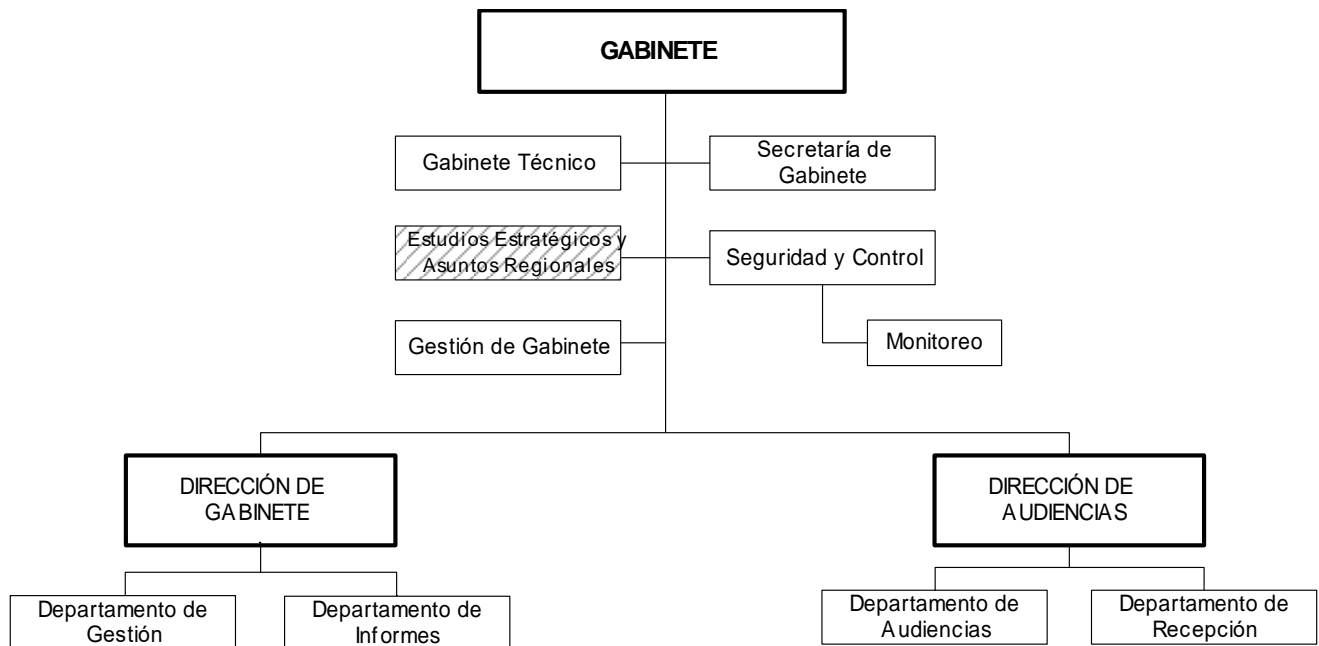 GABINETE
Gabinete Técnico
Secretaría de
Gabinete
Estudios Estratégicos y
Asuntos Regionales
Seguridad y Control
Gestión de Gabinete
Monitoreo
DIRECCIÓN DE
GABINETE
DIRECCIÓN DE
AUDIENCIAS
Departamento de
Gestión
Departamento de
Informes
Departamento de
Audiencias
Departamento de
Recepción